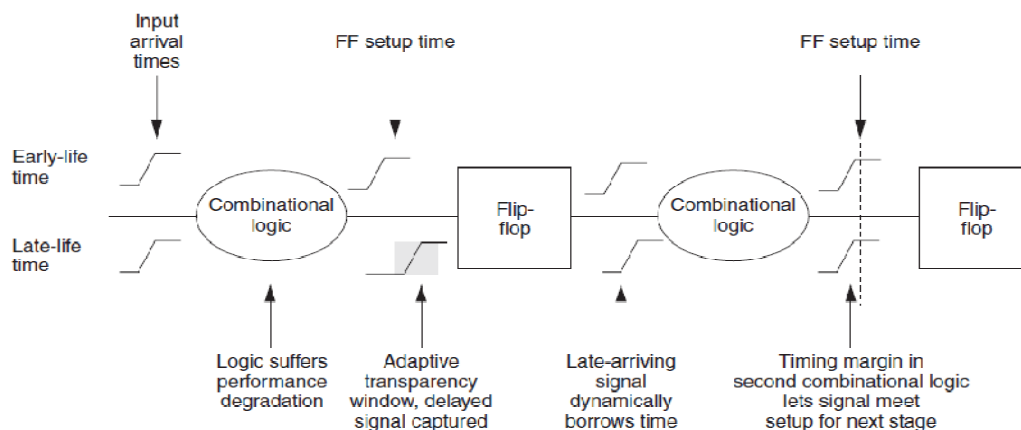 Input
arrival
times
FF setup time
FF setup time
Early-life
time
Combinational
logic
Flip-
flop
Combinational
logic
Flip-
flop
Late-life
time
Logic suffers
performance
degradation
Adaptive
transparency
window, delayed
signal captured
Late-arriving
signal
dynamically
borrows time
Timing margin in
second combinational logic
lets signal meet
setup for next stage